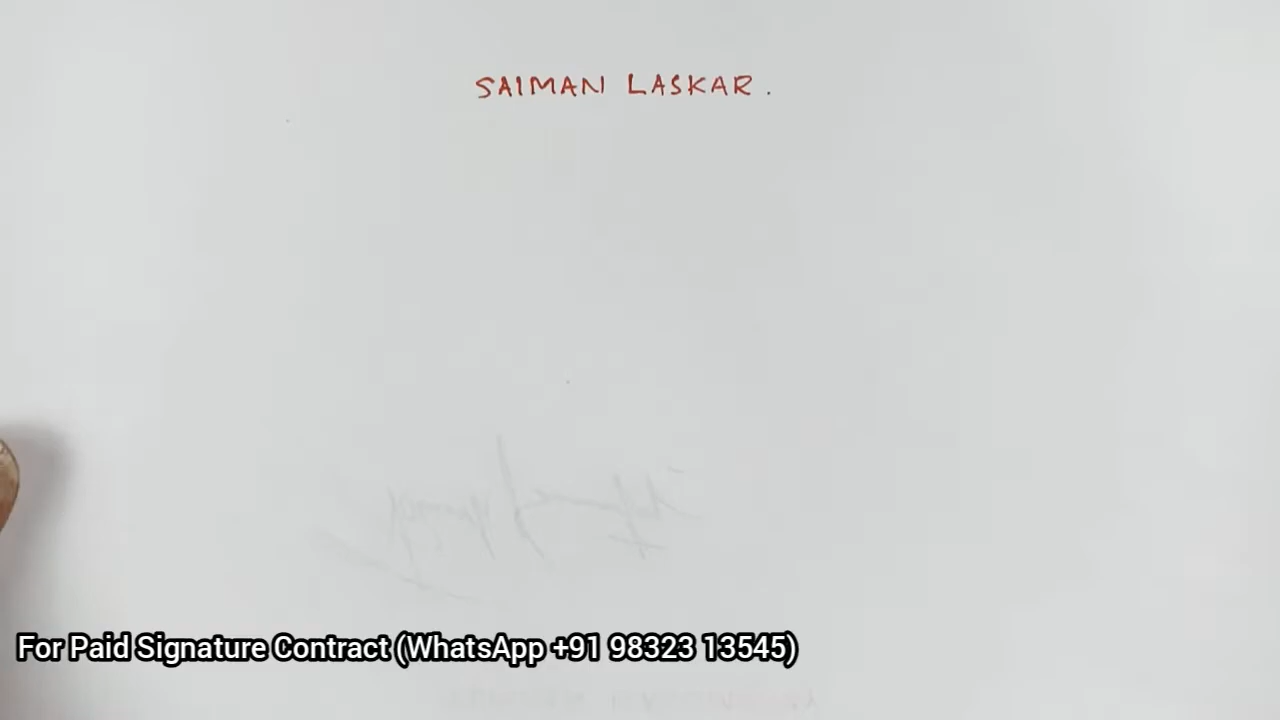 SAIMAN LASKAR.
For Paid Signature Contract (WhatsApp +91 98323 13545)